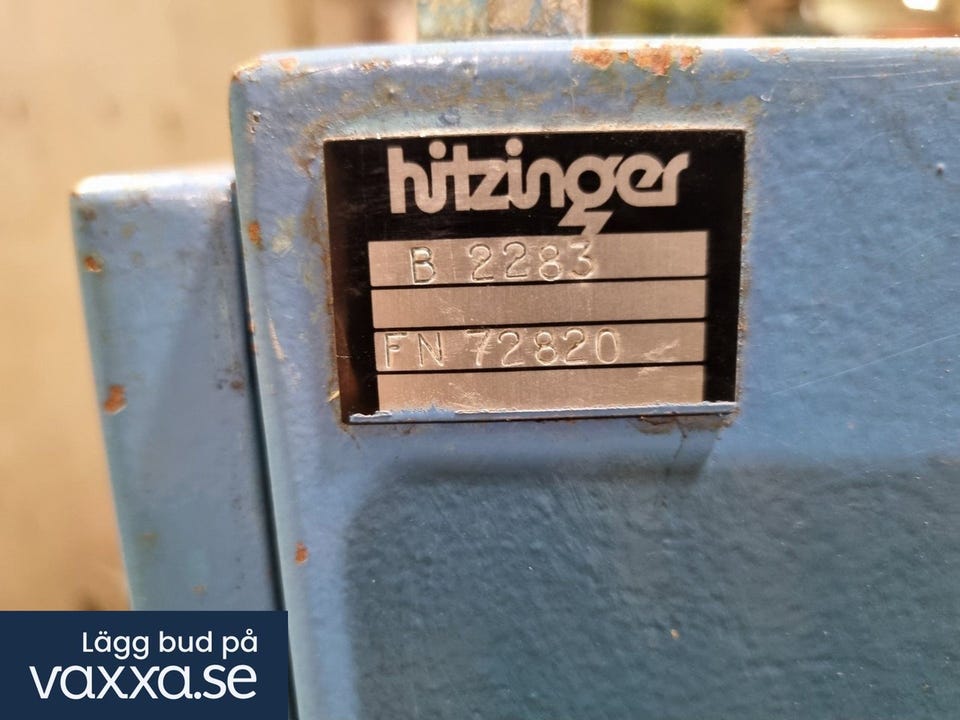 hitzinger
B 2283
FN 72820
Lägg bud på
vaxxa.se